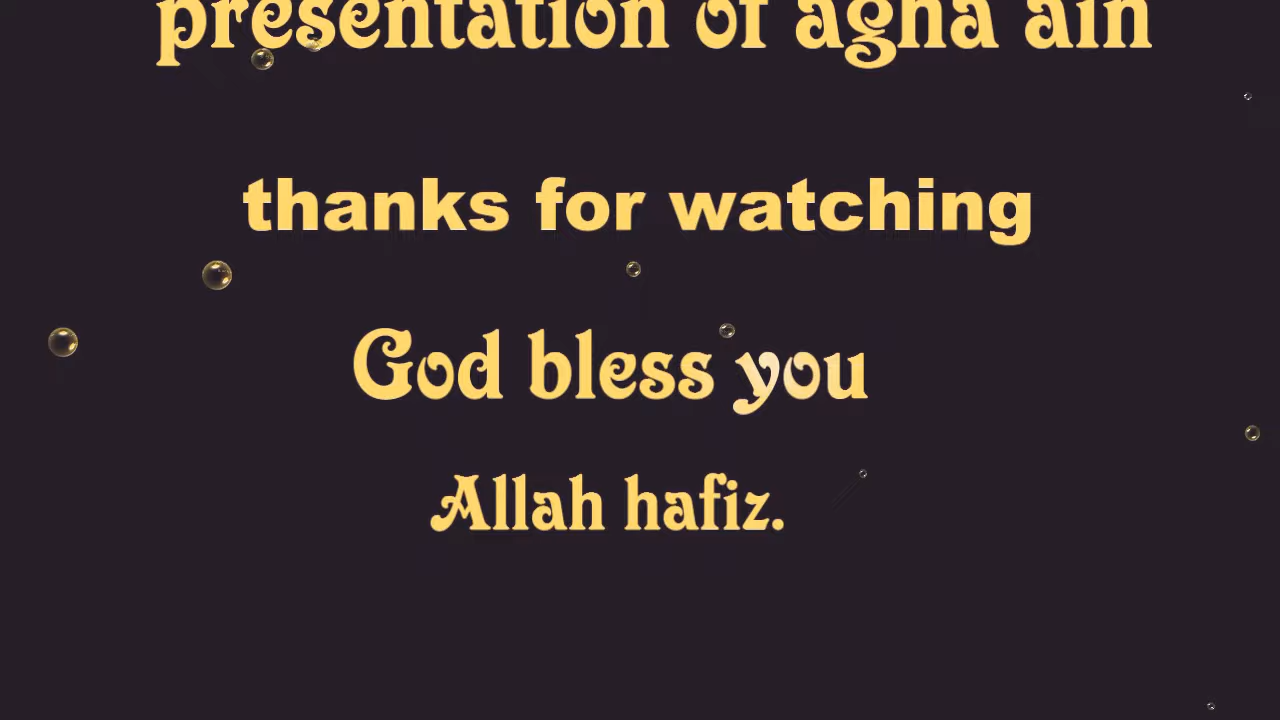 presentation of agha ain
thanks for watching
God bless you
Allah hafiz.